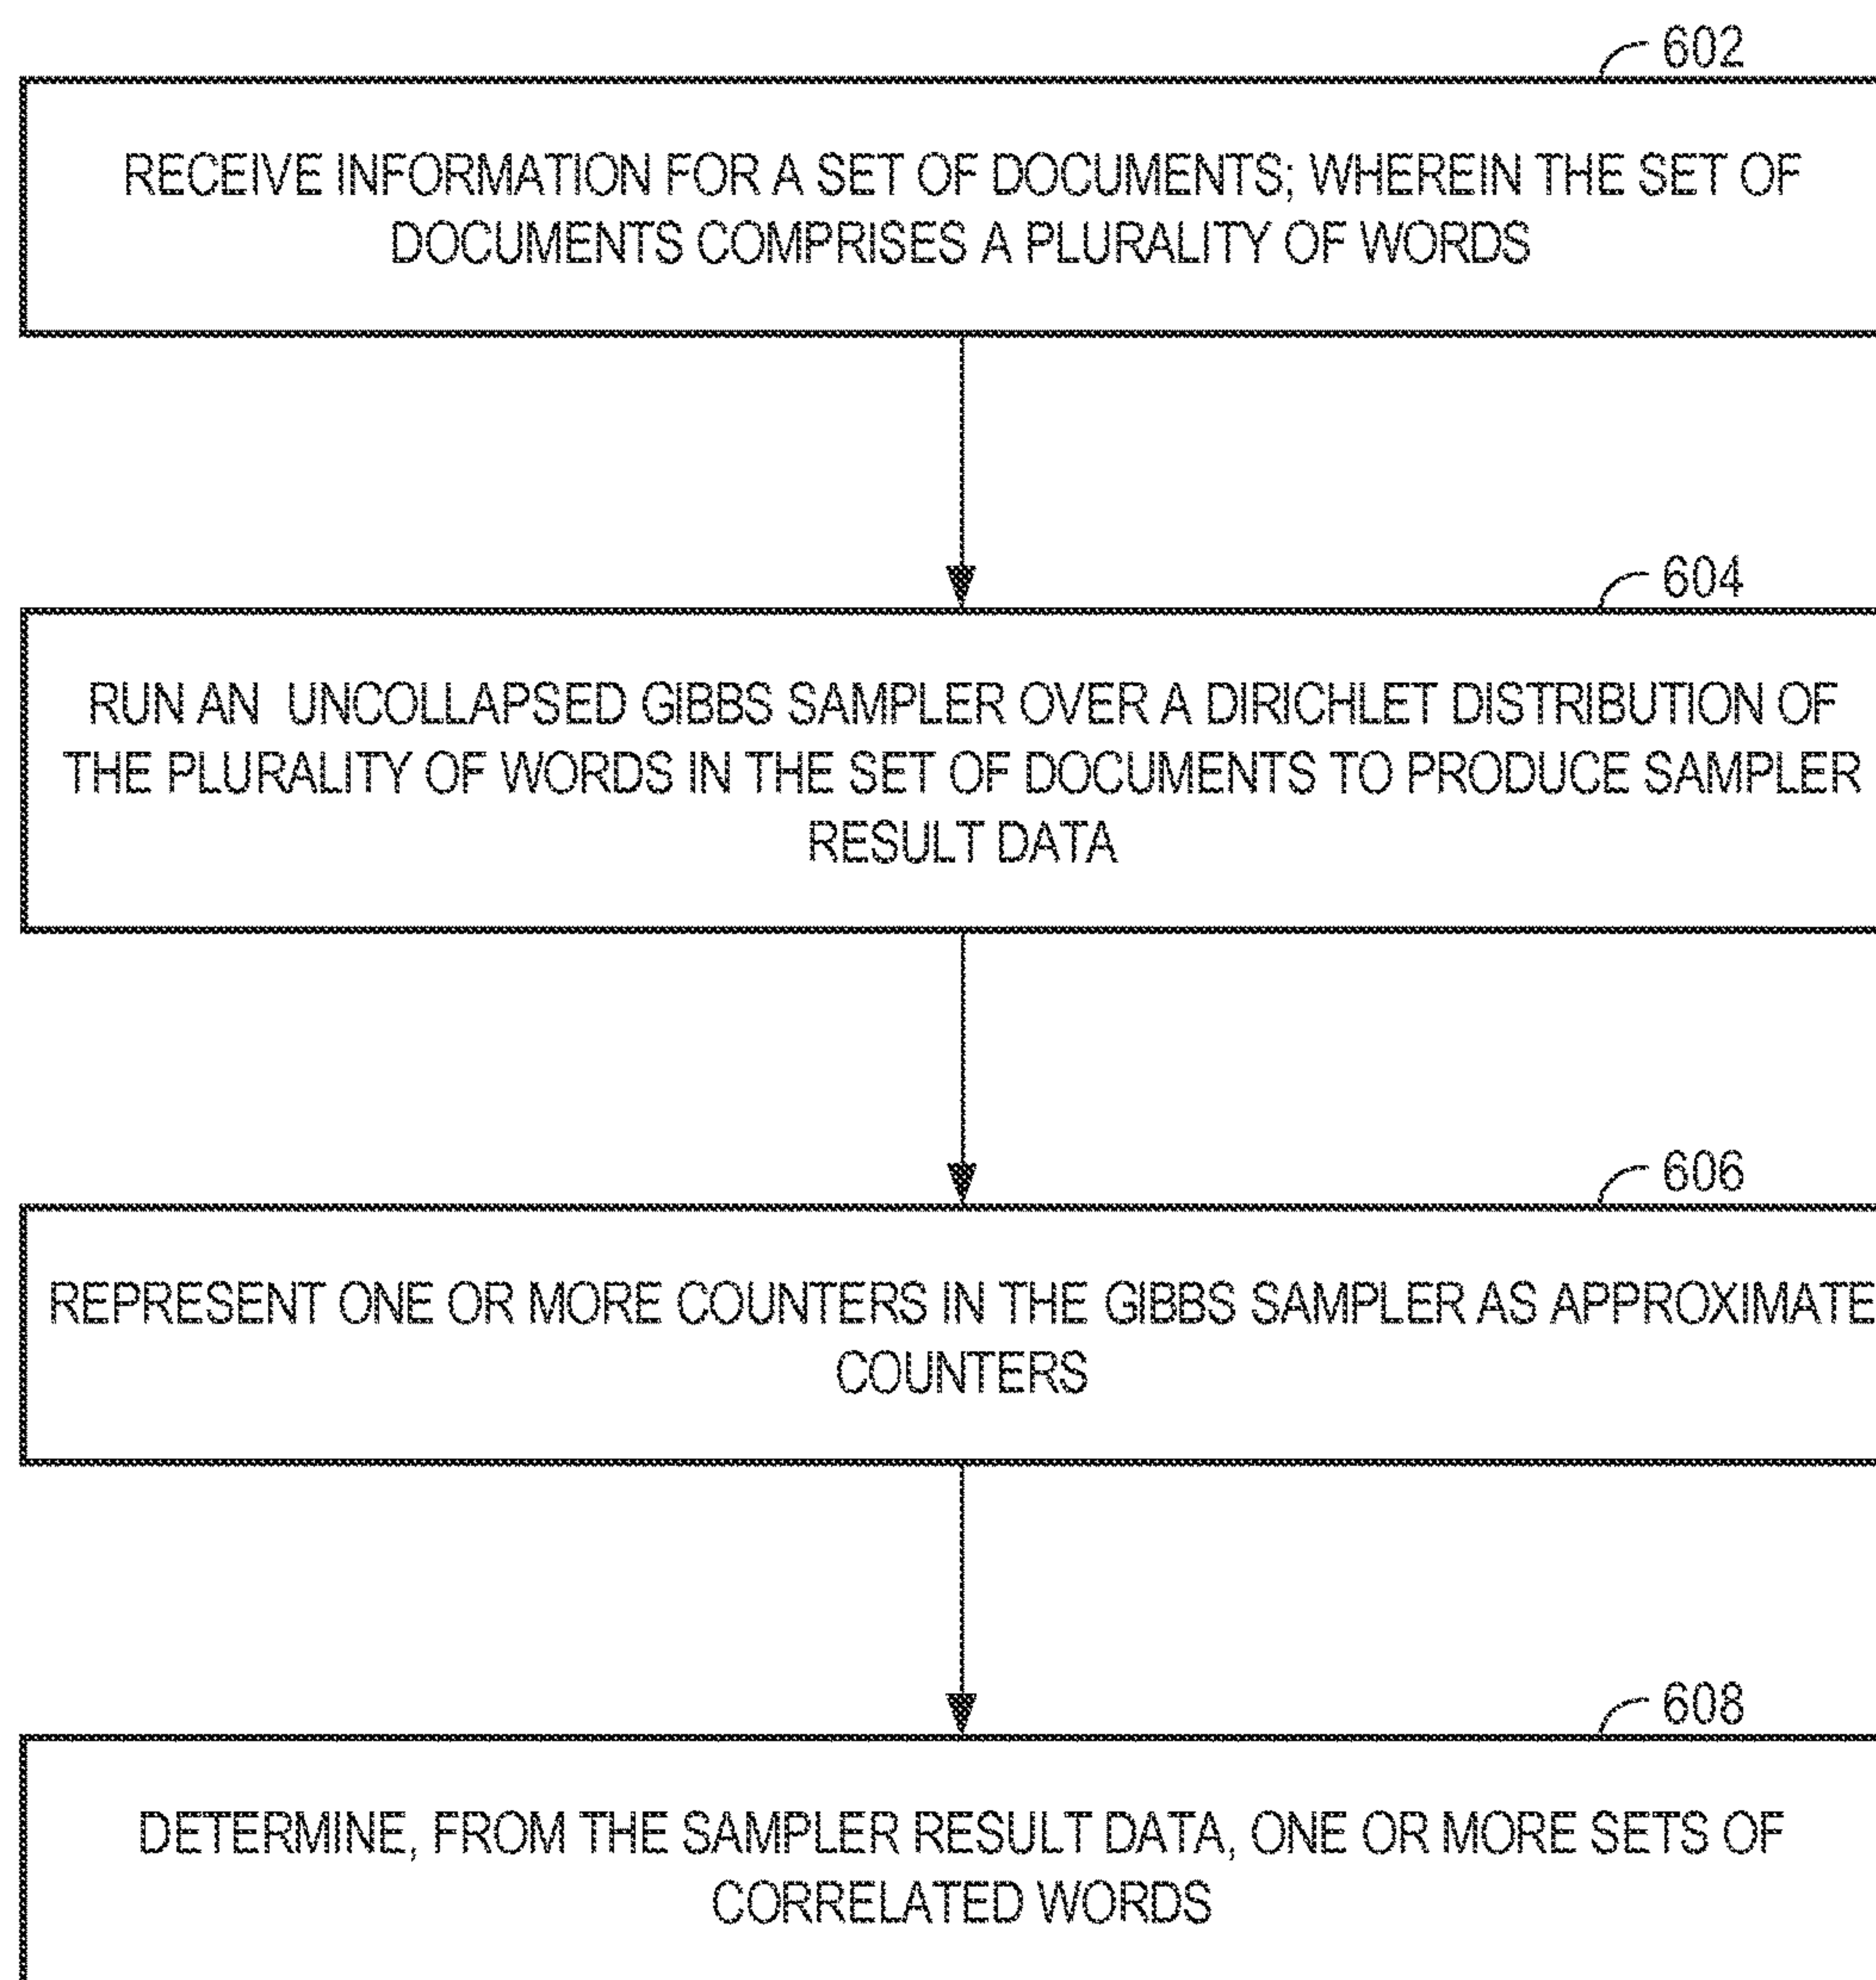 602
RECEIVE INFORMATION FOR A SET OF DOCUMENTS; WHEREIN THE SET OF
DOCUMENTS COMPRISES A PLURALITY OF WORDS
604
RUN AN UNCOLLAPSED GIBBS SAMPLER OVER A DIRICHLET DISTRIBUTION OF
THE PLURALITY OF WORDS IN THE SET OF DOCUMENTS TO PRODUCE SAMPLER
RESULT DATA
606
REPRESENT ONE OR MORE COUNTERS IN THE GIBBS SAMPLER AS APPROXIMATE
COUNTERS
608
DETERMINE, FROM THE SAMPLER RESULT DATA, ONE OR MORE SETS OF
CORRELATED WORDS